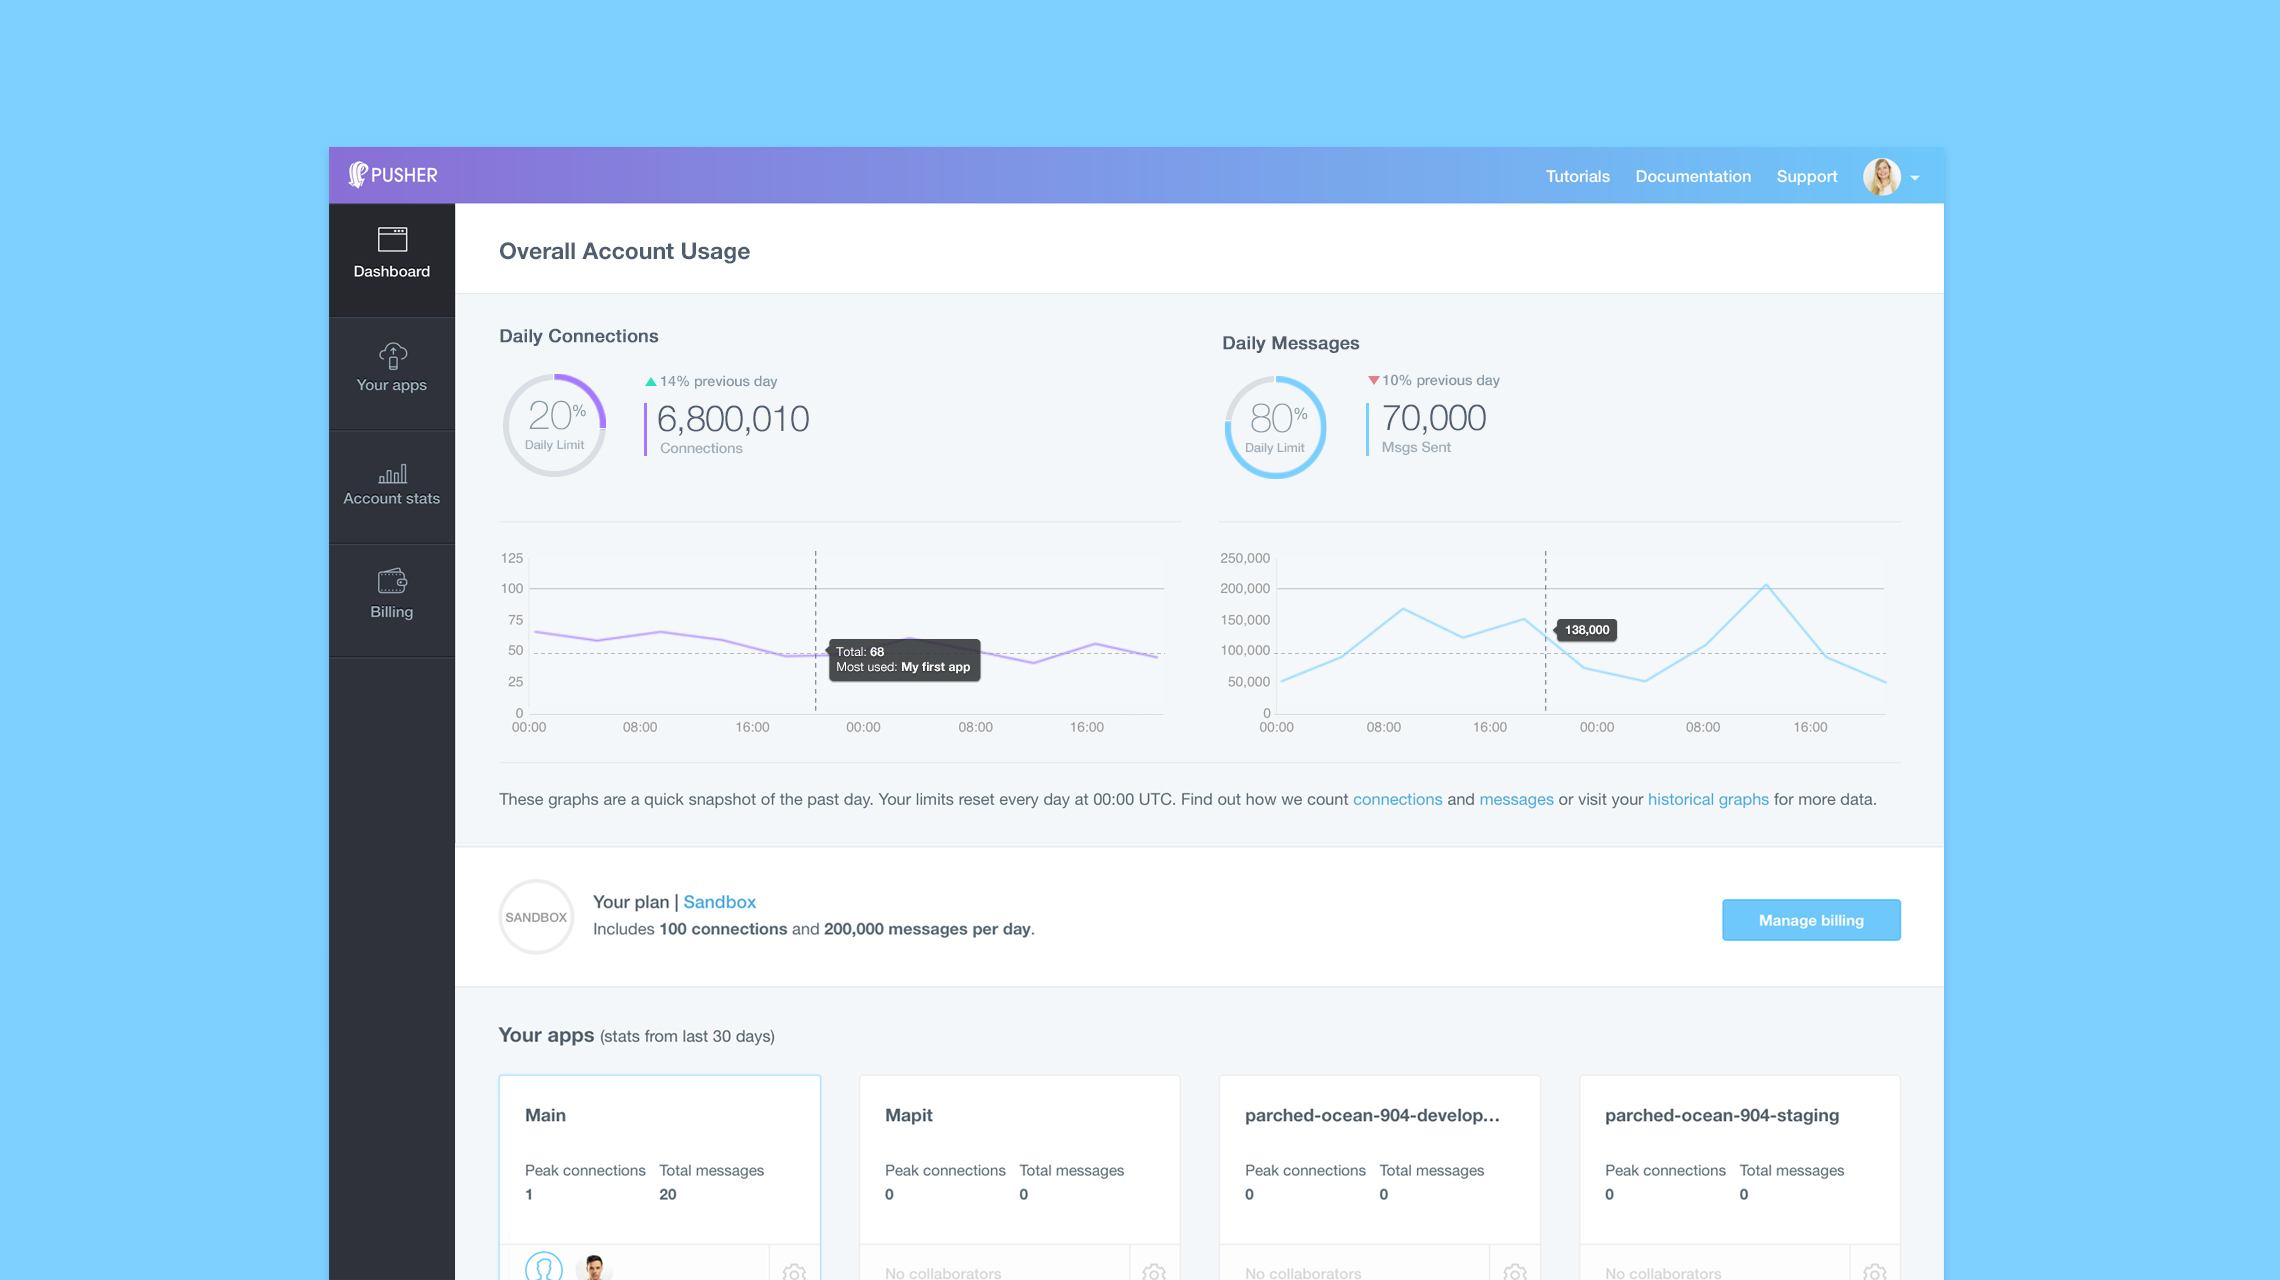 PUSHER
Tutorials Documentation Support
Dashboard
Your apps
Account stats
Billing
Overall Account Usage
Daily Connections
20%
Daily Limit
14% previous day
6,800,010
Connections
Daily Messages
80%
Daily Limit
10% previous day
70,000
Msgs Sent
125
100
75
50
25
0
00:00 08:00 16:00 00:00 08:00 16:00
Total: 68
Most used: My first app
250,000
200,000
150,000
100,000
50,000
0
00:00 08:00 16:00 00:00 08:00 16:00
138,000
These graphs are a quick snapshot of the past day. Your limits reset every day at 00:00 UTC. Find out how we count connections and messages or visit your historical graphs for more data.
SANDBOX
Your plan | Sandbox
Includes 100 connections and 200,000 messages per day.
Manage billing
Your apps (stats from last 30 days)
Main
Peak connections Total messages
1 20
Mapit
Peak connections Total messages
0 0
No collaborators
parched-ocean-904-develop...
Peak connections Total messages
0 0
No collaborators
parched-ocean-904-staging
Peak connections Total messages
0 0
No collaborators